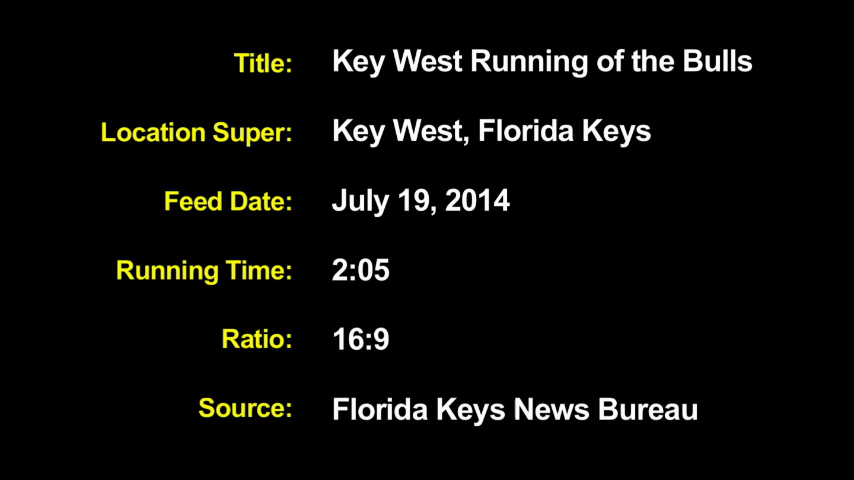 Title: Key West Running of the Bulls
Location Super: Key West, Florida Keys
Feed Date: July 19, 2014
Running Time: 2:05
Ratio: 16:9
Source: Florida Keys News Bureau